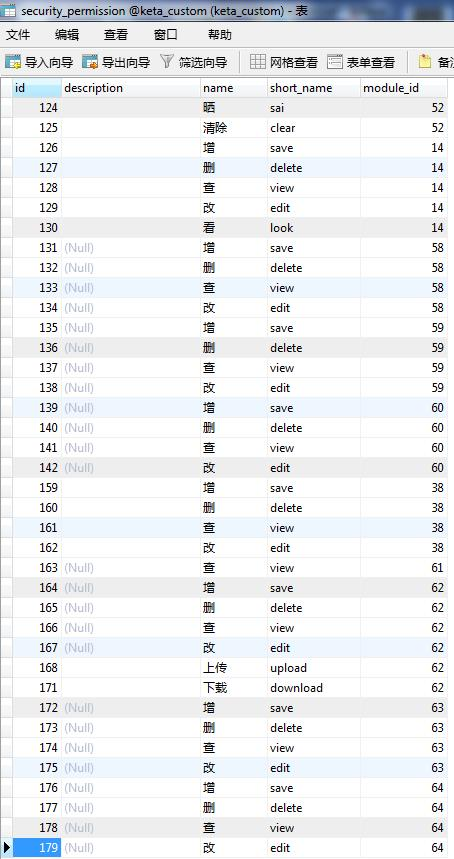 security_permission @keta_custom (keta_custom) - 表
文件 编辑 查看 窗口 帮助
导入向导 导出向导 筛选向导 网格查看 表单查看
id description name short_name module_id
124 晒 sai 52
125 清除 clear 52
126 增 save 14
127 删 delete 14
128 查 view 14
129 改 edit 14
130 看 look 14
131 (Null) 增 save 58
132 (Null) 删 delete 58
133 (Null) 查 view 58
134 (Null) 改 edit 58
135 (Null) 增 save 59
136 (Null) 删 delete 59
137 (Null) 查 view 59
138 (Null) 改 edit 59
139 (Null) 增 save 60
140 (Null) 删 delete 60
141 (Null) 查 view 60
142 (Null) 改 edit 60
159 增 save 38
160 删 delete 38
161 查 view 38
162 改 edit 38
163 (Null) 查 view 61
164 (Null) 增 save 62
165 (Null) 删 delete 62
166 (Null) 查 view 62
167 (Null) 改 edit 62
168 上传 upload 62
171 下载 download 62
172 (Null) 增 save 63
173 (Null) 删 delete 63
174 (Null) 查 view 63
175 (Null) 改 edit 63
176 (Null) 增 save 64
177 (Null) 删 delete 64
178 (Null) 查 view 64
179 (Null) 改 edit 64